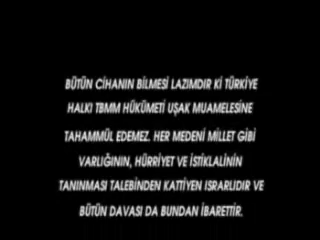 BÜTÜN CİHANIN BİLMESİ LAZIMDIR Kİ TÜRKİYE
HALKI TBMM HÜKÜMETİ UŞAK MUAMELESİNE
TAHAMMÜL EDEMEZ. HER MEDENİ MİLLET GİBİ
VARLIĞININ, HÜRRİYET VE İSTİKLALİNİN
TANINMASI TALEBİNDEN KATTİYEN ISRARLIDIR VE
BÜTÜN DAVASI DA BUNDAN İBARETTİR.